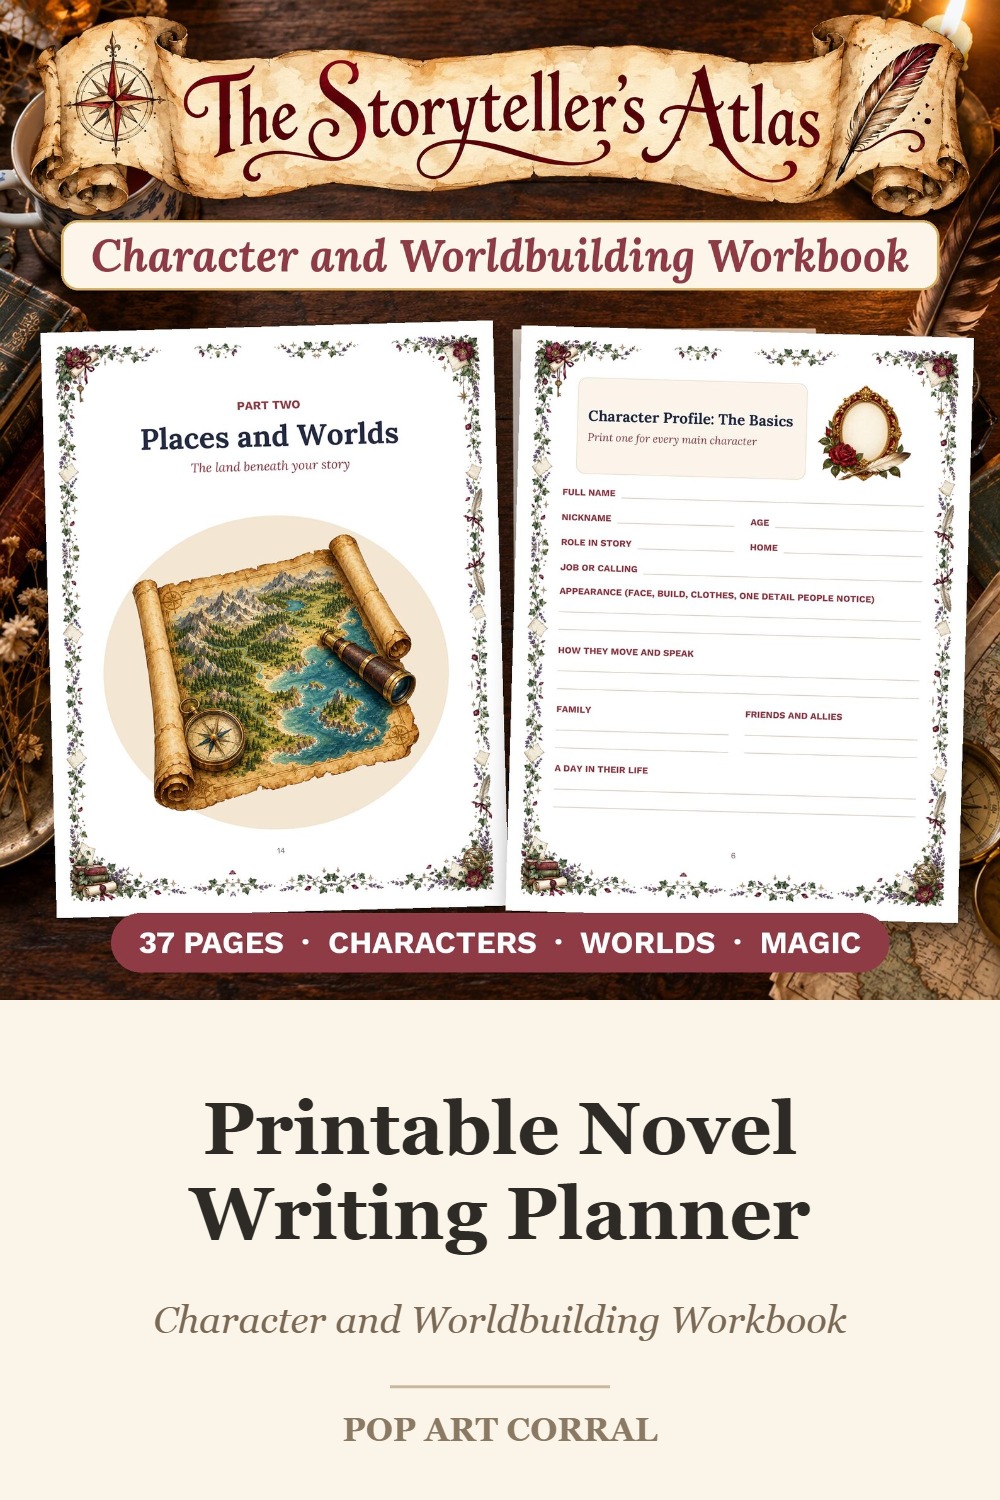 The Storyteller's Atlas
Character and Worldbuilding Workbook
PART TWO
Places and Worlds
The land beneath your story
14
Character Profile: The Basics
Print one for every main character
FULL NAME
NICKNAME
AGE
ROLE IN STORY
HOME
JOB OR CALLING
APPEARANCE (FACE, BUILD, CLOTHES, ONE DETAIL PEOPLE NOTICE)
HOW THEY MOVE AND SPEAK
FAMILY
FRIENDS AND ALLIES
A DAY IN THEIR LIFE
6
37 PAGES · CHARACTERS · WORLDS · MAGIC
Printable Novel
Writing Planner
Character and Worldbuilding Workbook
POP ART CORRAL